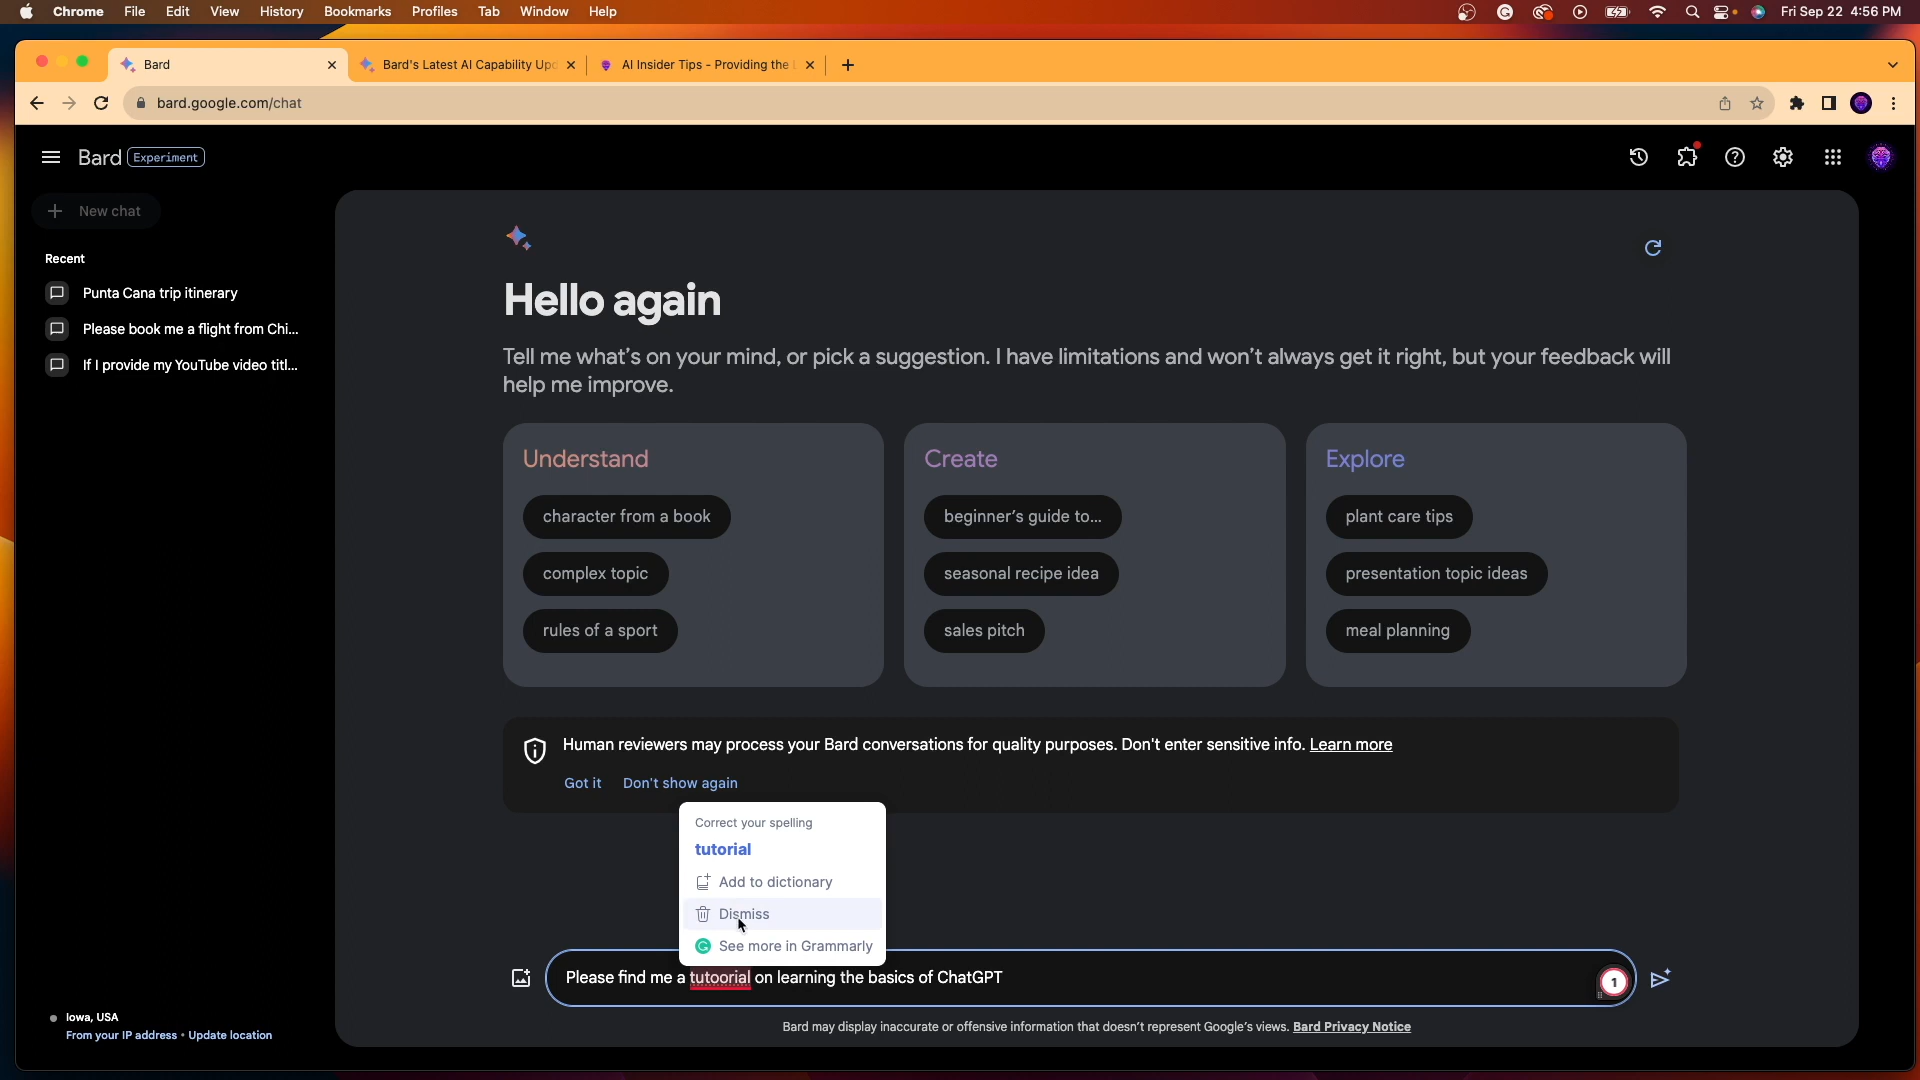 Chrome File Edit View History Bookmarks Profiles Tab Window Help Fri Sep 22 4:56 PM
Bard Bard's Latest AI Capability Upd AI Insider Tips - Providing the
bard.google.com/chat
Bard Experiment
New chat
Recent
Punta Cana trip itinerary
Please book me a flight from Chi...
If I provide my YouTube video titl...
Hello again
Tell me what's on your mind, or pick a suggestion. I have limitations and won't always get it right, but your feedback will
help me improve.
Understand
character from a book
complex topic
rules of a sport
Create
beginner's guide to...
seasonal recipe idea
sales pitch
Explore
plant care tips
presentation topic ideas
meal planning
Human reviewers may process your Bard conversations for quality purposes. Don't enter sensitive info. Learn more
Got it Don't show again
Correct your spelling
tutorial
Add to dictionary
Dismiss
See more in Grammarly
Please find me a tutoorial on learning the basics of ChatGPT
1
Bard may display inaccurate or offensive information that doesn't represent Google's views. Bard Privacy Notice
Iowa, USA
From your IP address • Update location